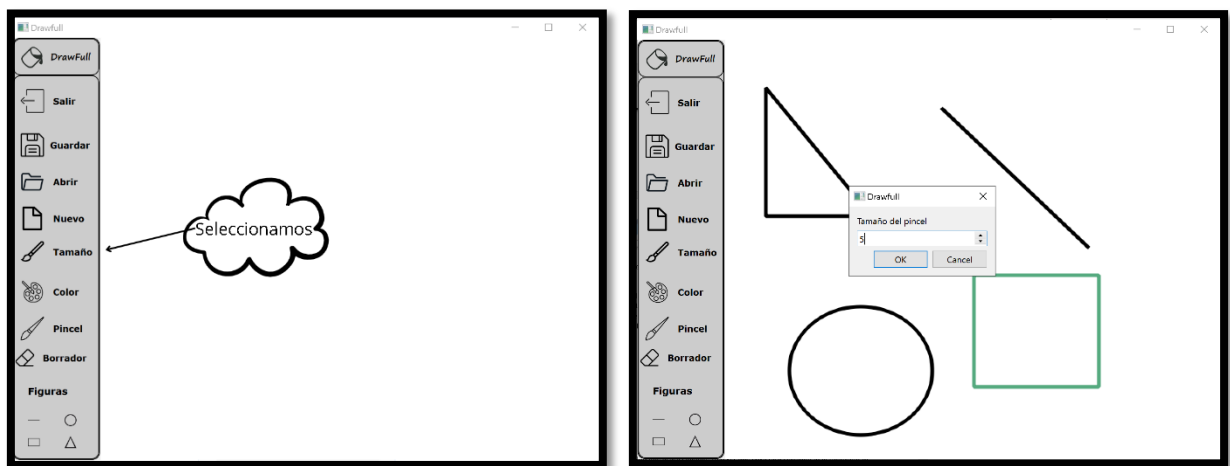 Drawfull
DrawFull
Salir
Guardar
Abrir
Nuevo
Tamaño
Color
Pincel
Borrador
Figuras
Seleccionamos
Drawfull
DrawFull
Salir
Guardar
Abrir
Nuevo
Tamaño
Color
Pincel
Borrador
Figuras
Drawfull
Tamaño del pincel
5
OK
Cancel